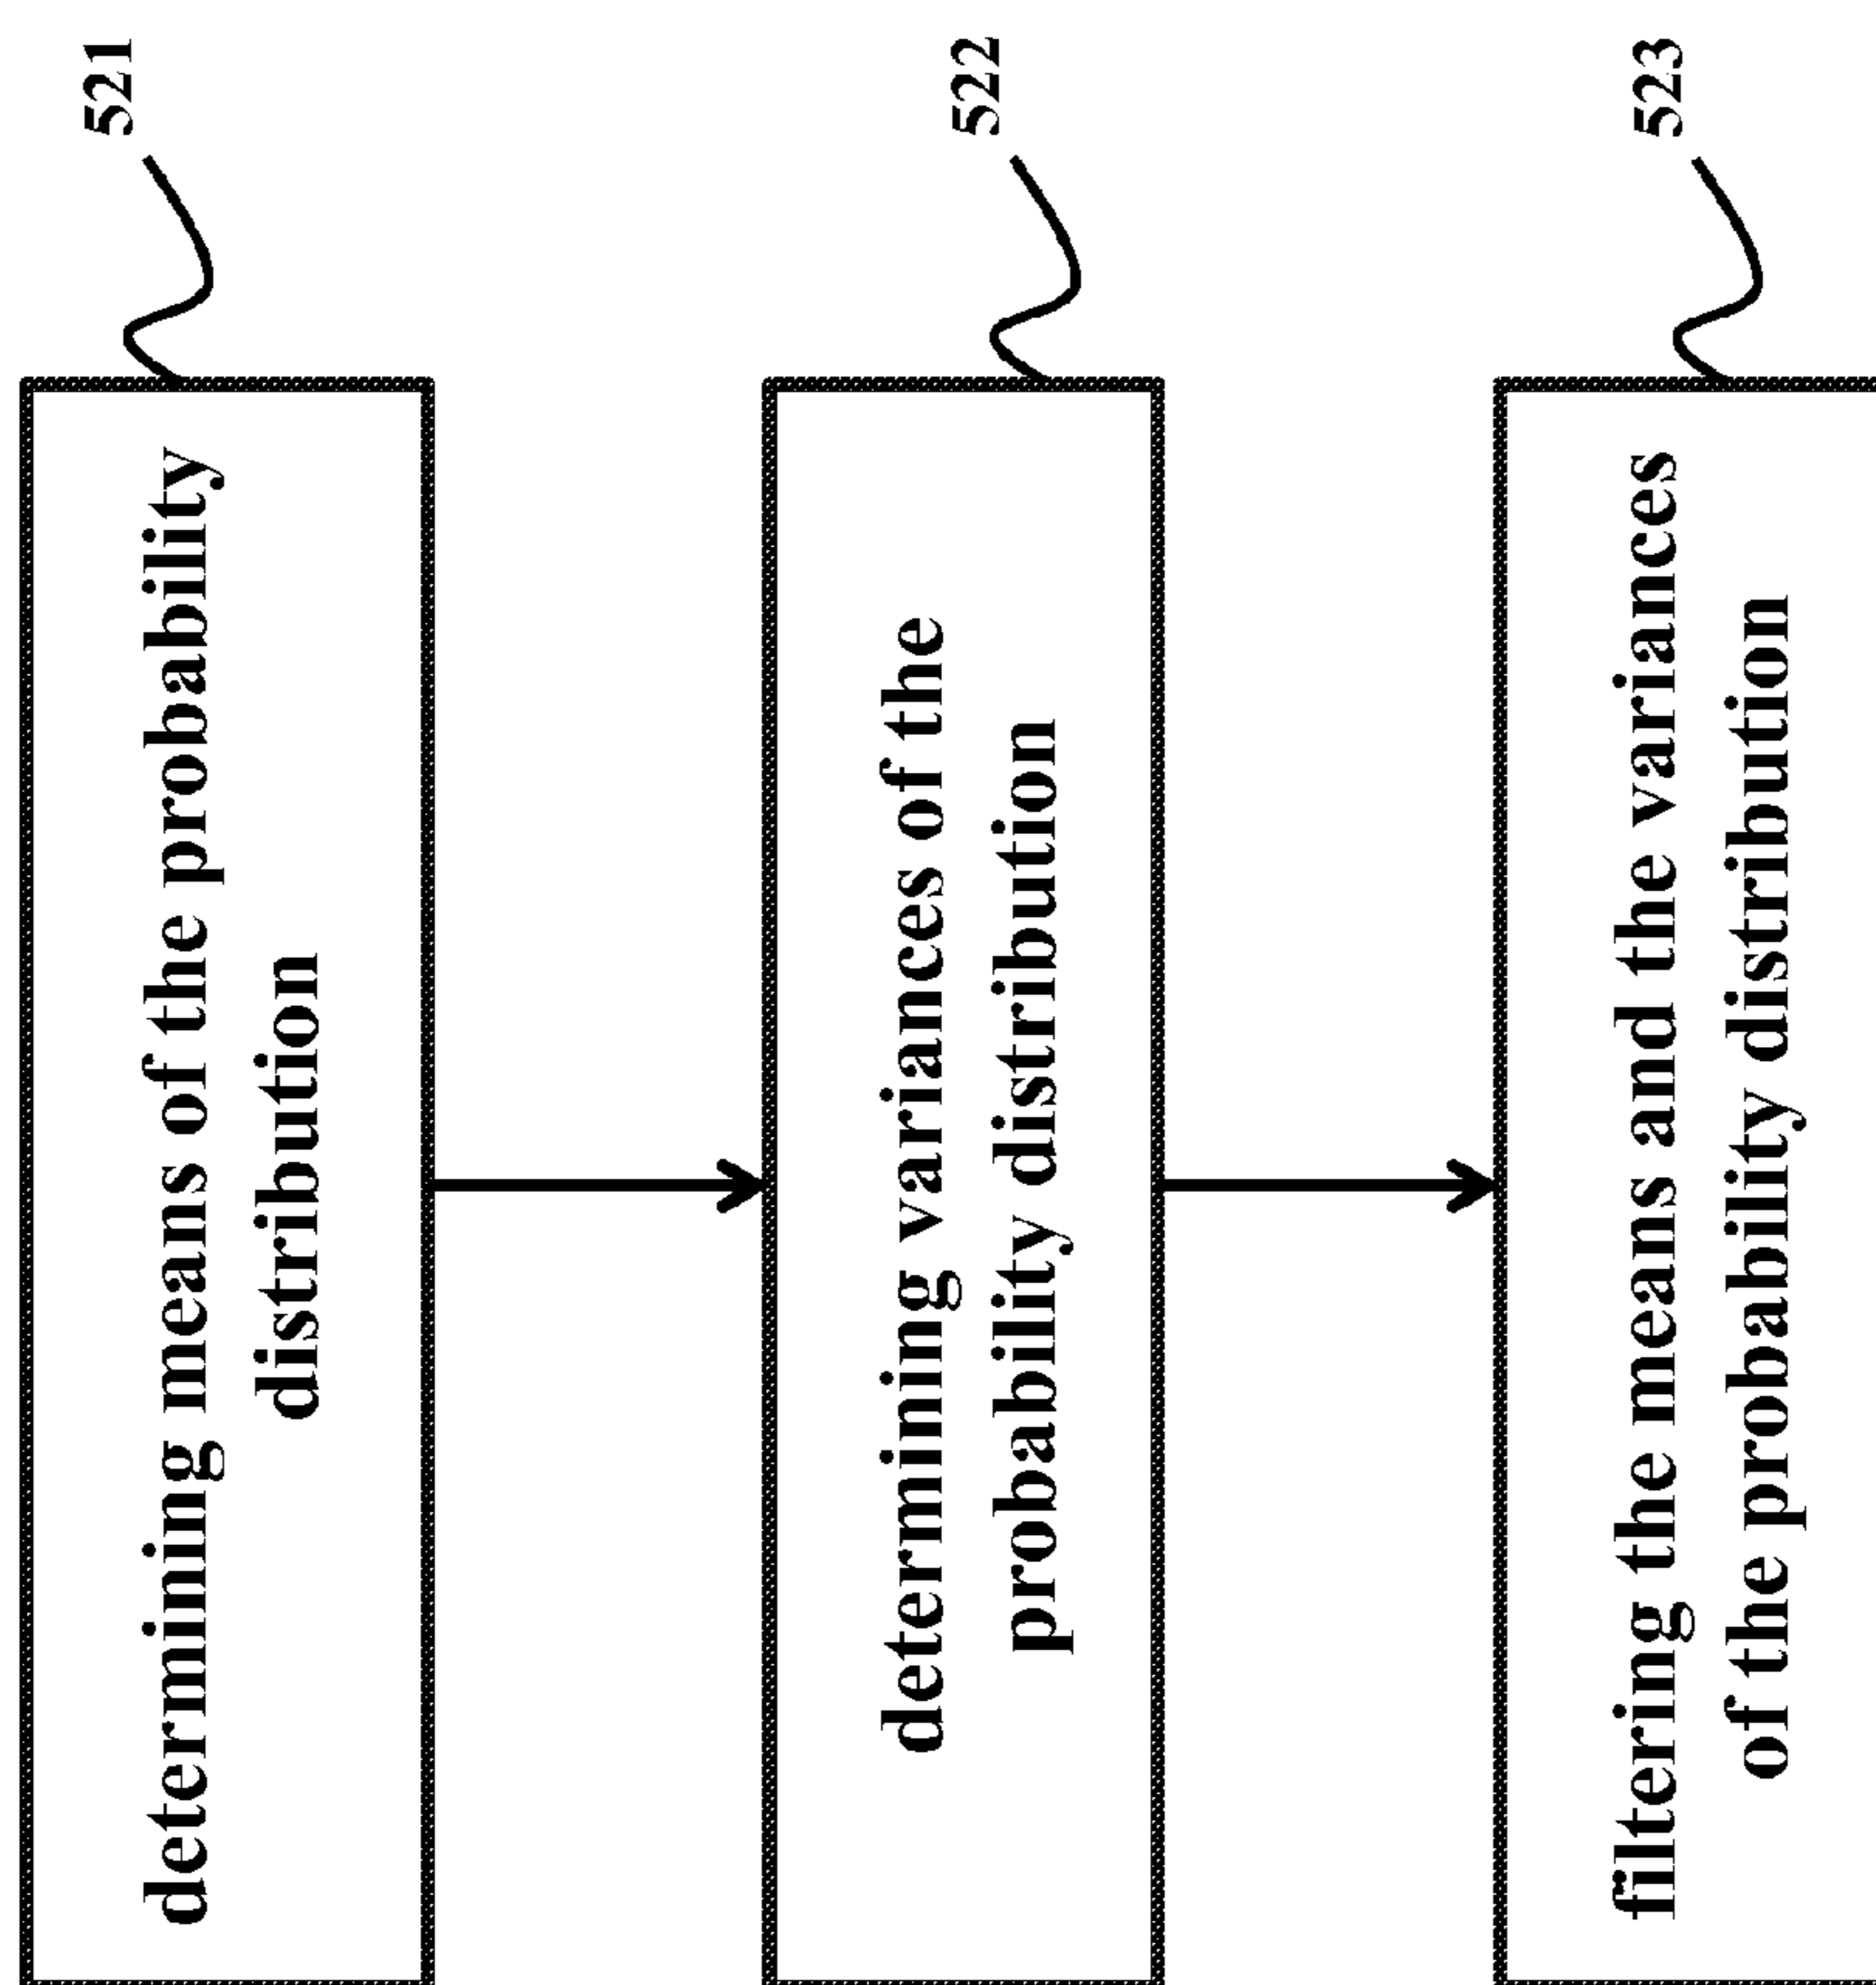 determining means of the probability
distribution
521
determining variances of the
probability distribution
522
filtering the means and the variances
of the probability distribution
523